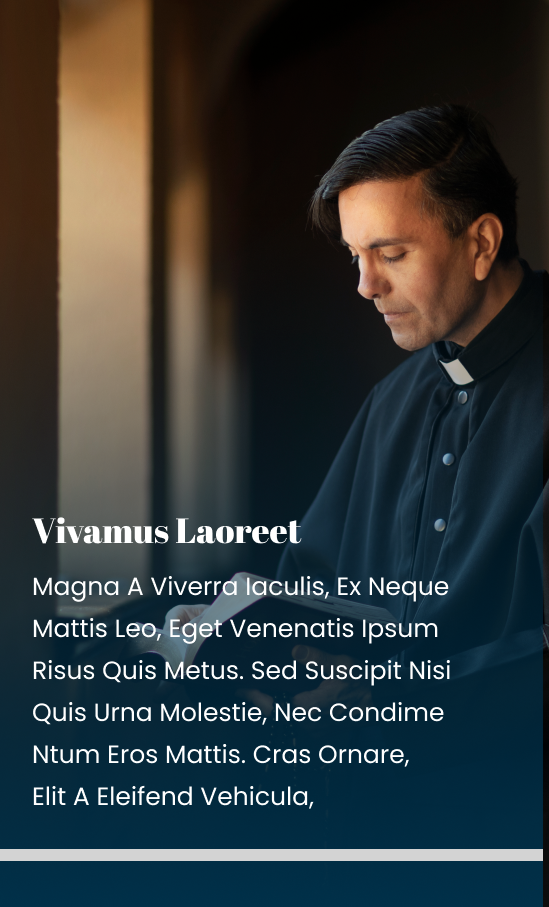 Vivamus Laoreet
Magna A Viverra Iaculis, Ex Neque
Mattis Leo, Eget Venenatis Ipsum
Risus Quis Metus. Sed Suscipit Nisi
Quis Urna Molestie, Nec Condime
Ntum Eros Mattis. Cras Ornare,
Elit A Eleifend Vehicula,